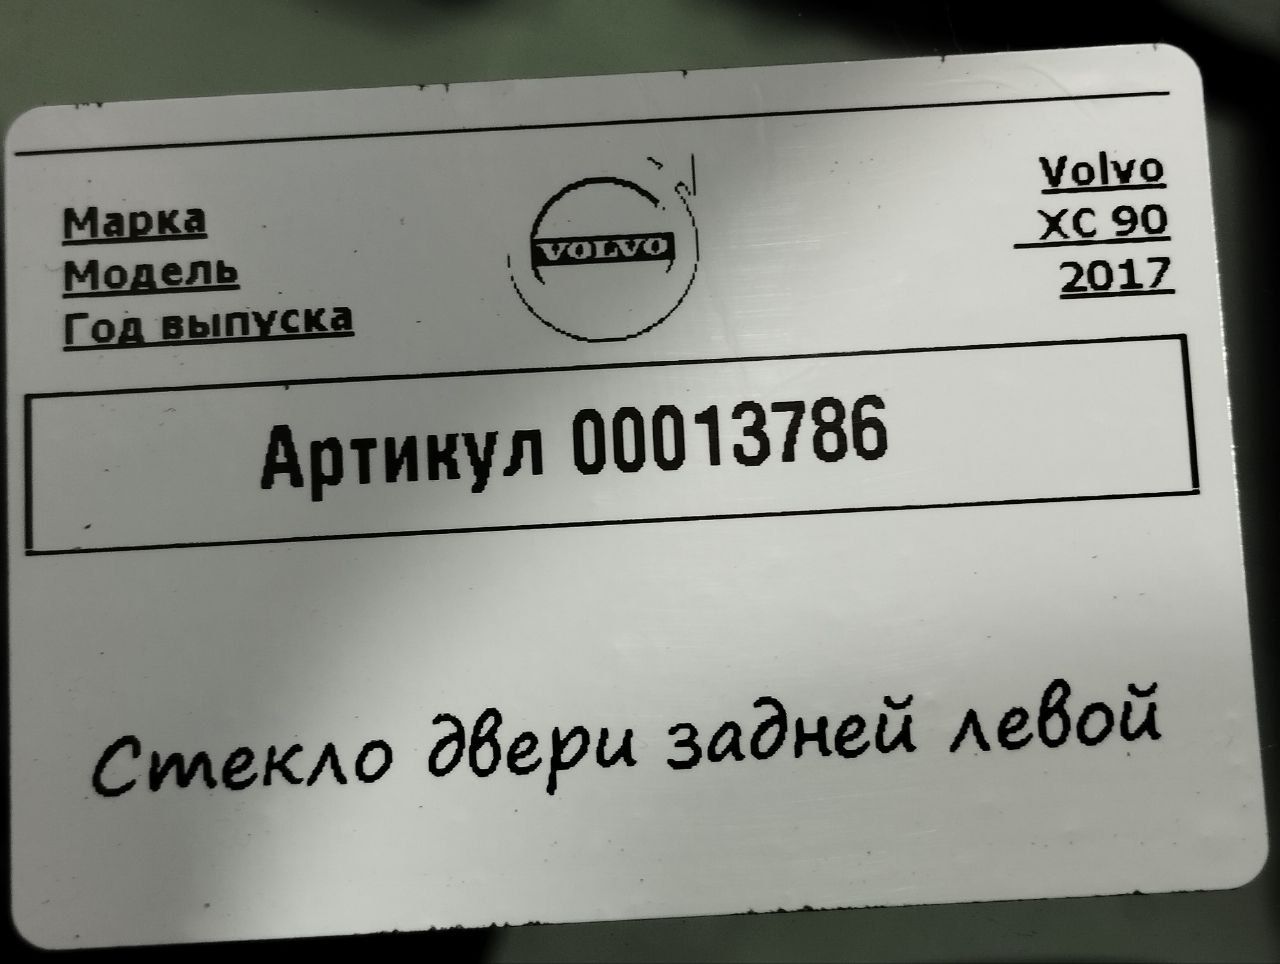 Марка
Volvo
VOLVO
Модель
XC 90
Год выпуска
2017
Артикул 00013786
Стекло двери задней левой